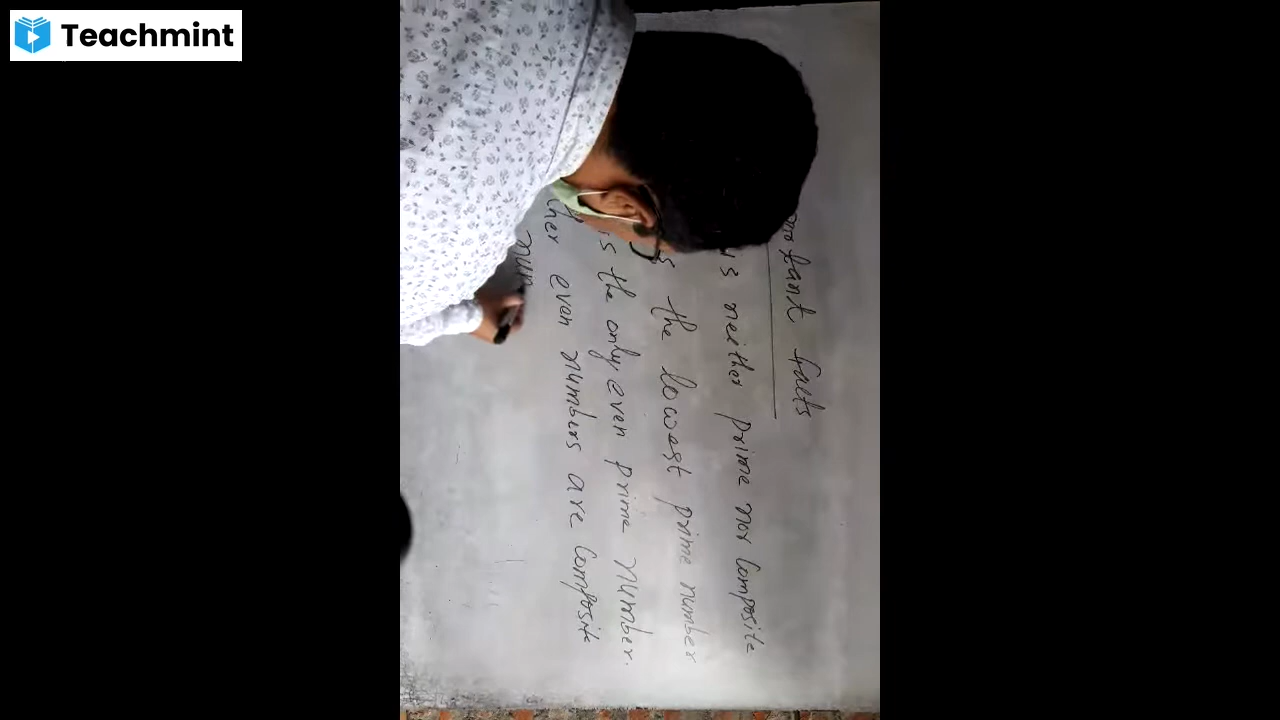 Teachmint
facts
is neither prime nor composite
the lowest prime number
is the only even prime number.
even numbers are composite
num